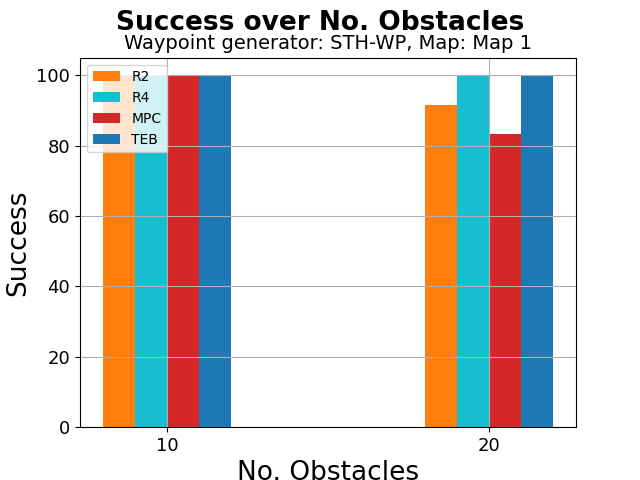 Success over No. Obstacles
Waypoint generator: STH-WP, Map: Map 1
R2
R4
MPC
TEB
100
80
60
40
20
0
Success
10
20
No. Obstacles